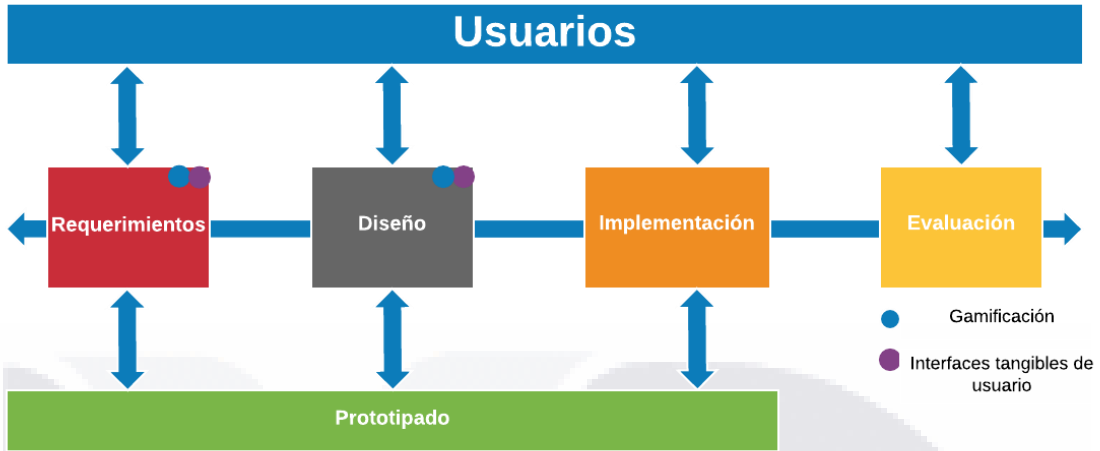 Usuarios
Requerimientos
Diseño
Implementación
Evaluación
Gamificación
Interfaces tangibles de
usuario
Prototipado